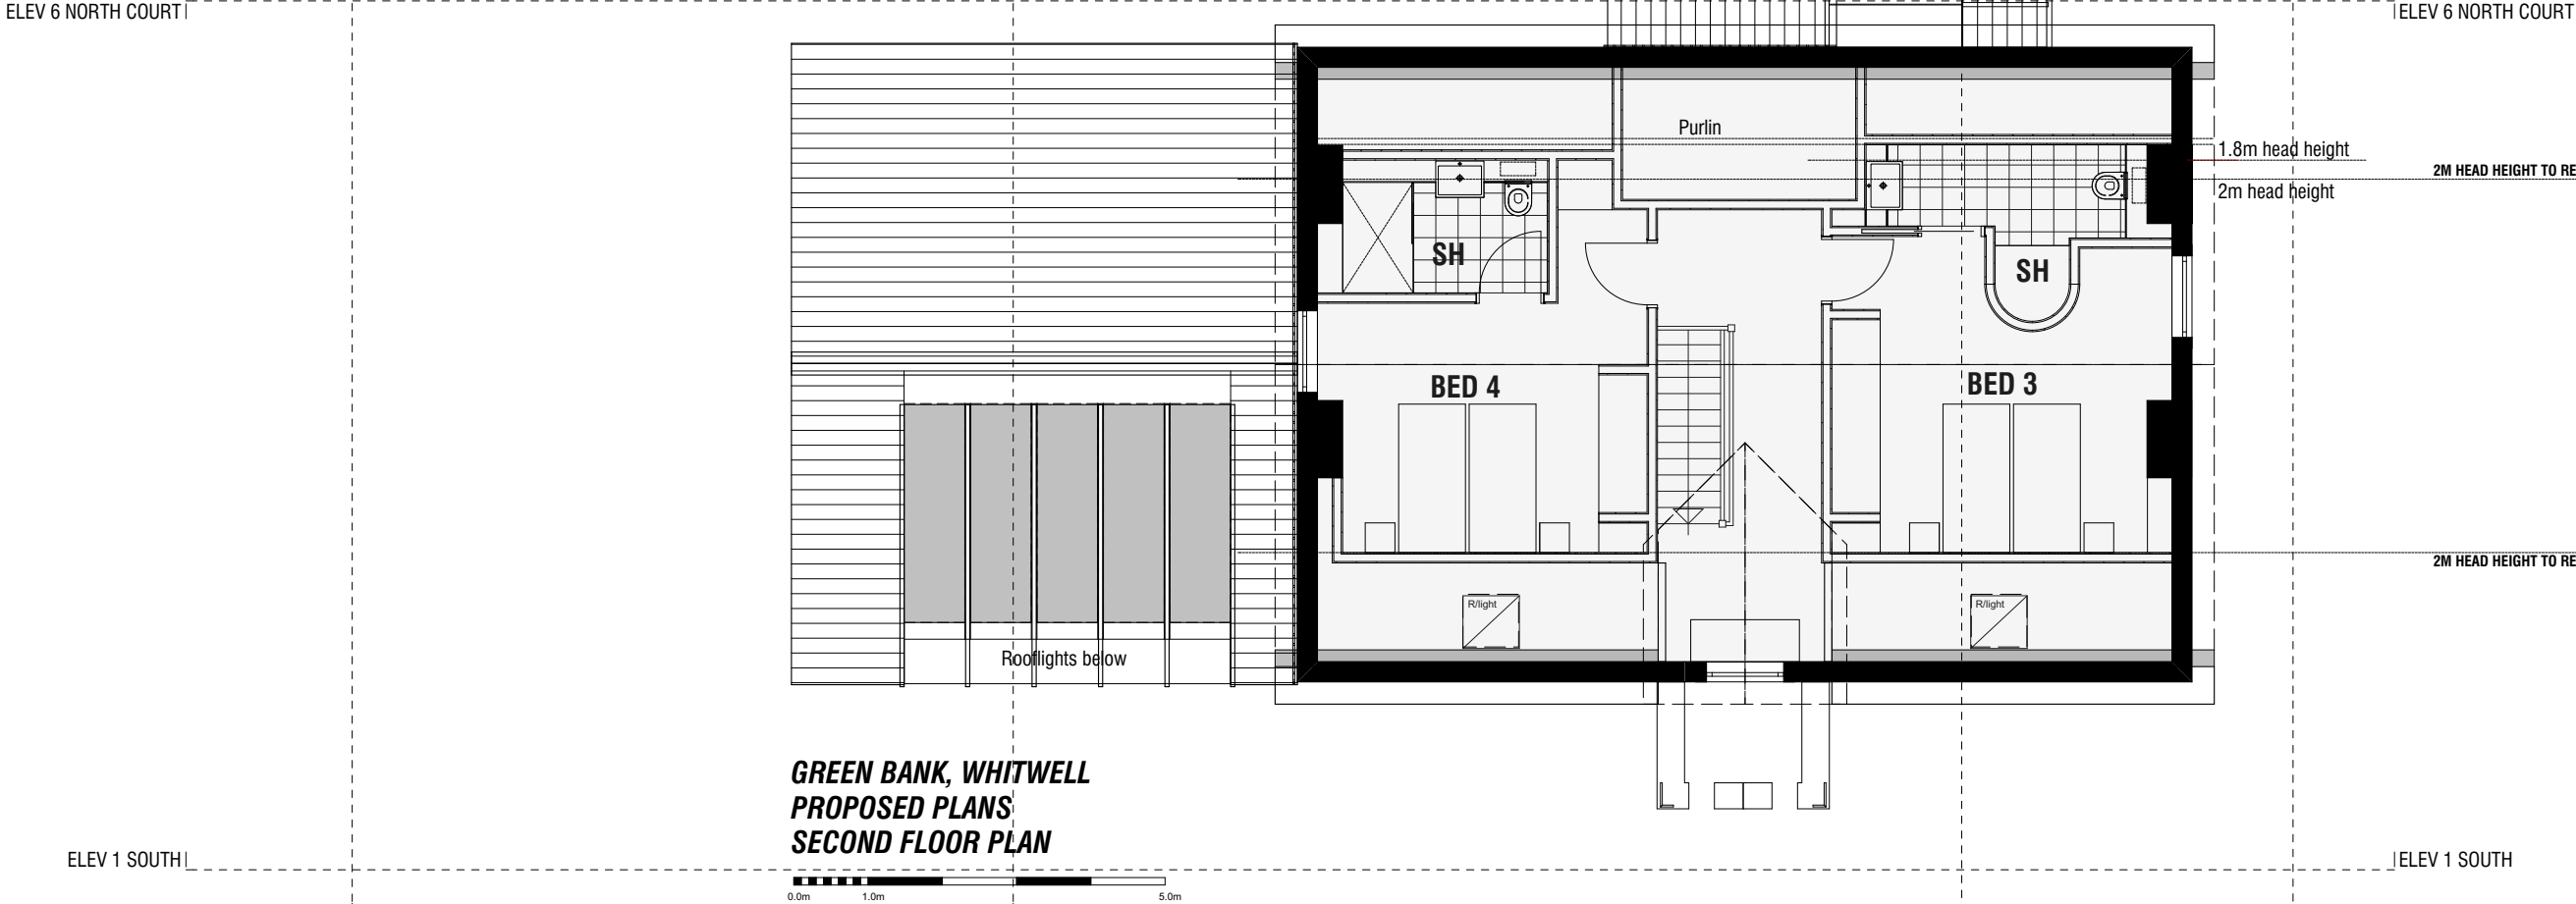 ELEV 6 NORTH COURT
ELEV 6 NORTH COURT
Purlin
1.8m head height
2M HEAD HEIGHT TO RE
2m head height
SH
SH
BED 4
BED 3
2M HEAD HEIGHT TO RE
R/light
R/light
Rooflights below
GREEN BANK, WHITWELL
PROPOSED PLANS
SECOND FLOOR PLAN
ELEV 1 SOUTH
ELEV 1 SOUTH
0.0m 1.0m 5.0m